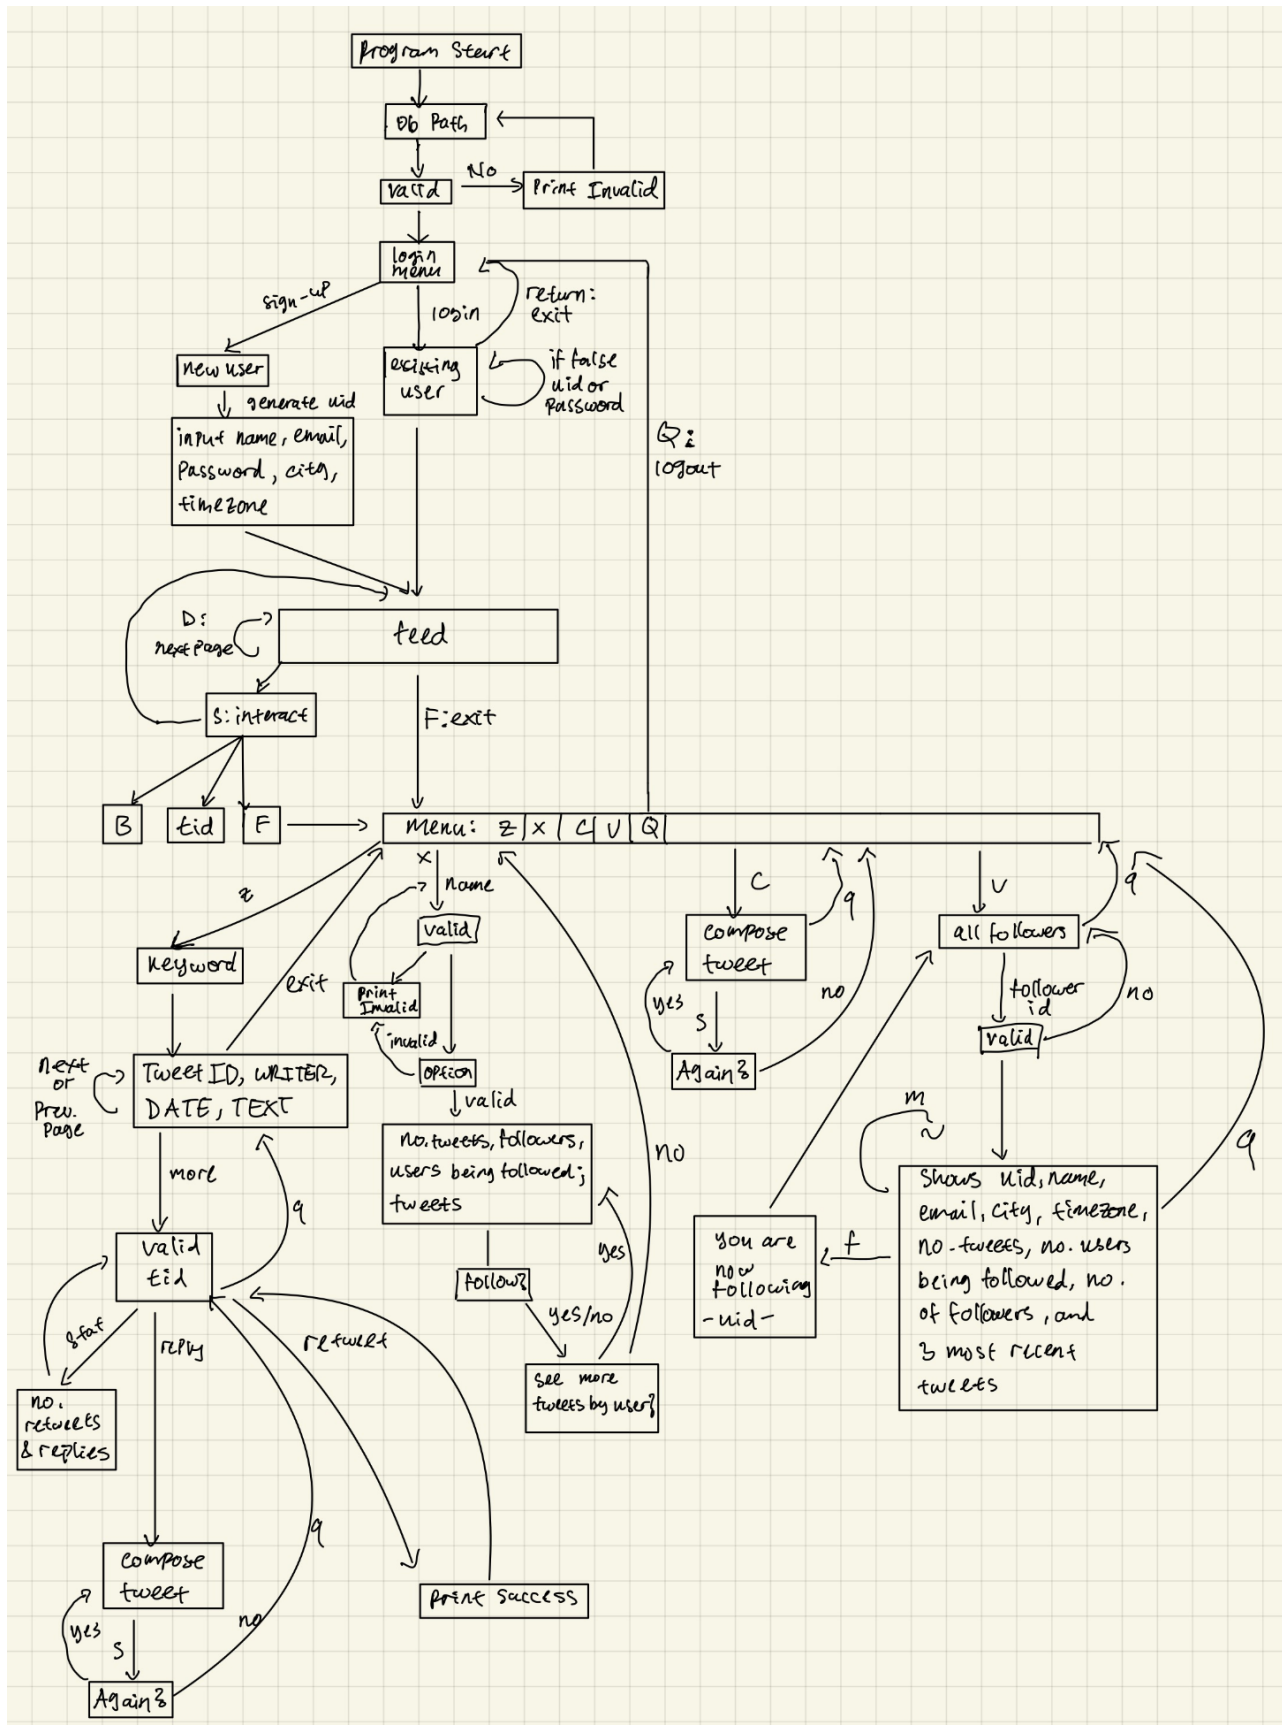 Program Start
Db Path
Valid
No
Print Invalid
login
menu
sign-up
login
return:
exit
new user
existing
user
if false
uid or
password
generate uid
input name, email,
Password, city,
timezone
Q:
logout
feed
D:
next page
S: interact
F: exit
B
tid
F
Menu: Z X C V Q
z
x
name
valid
Print
Invalid
invalid
option
valid
no. tweets, followers,
users being followed;
tweets
follow?
yes/no
see more
tweets by user?
yes
no
keyword
exit
Tweet ID, WRITER,
DATE, TEXT
next
or
Prev.
Page
more
q
valid
tid
stat
no.
retweets
& replies
reply
retweet
compose
tweet
yes
S
Again?
no
q
print success
C
compose
tweet
q
yes
S
Again?
no
V
all followers
q
follower
id
no
valid
m
shows uid, name,
email, city, timezone,
no. tweets, no. users
being followed, no.
of followers, and
3 most recent
tweets
q
f
you are
now
following
-uid-